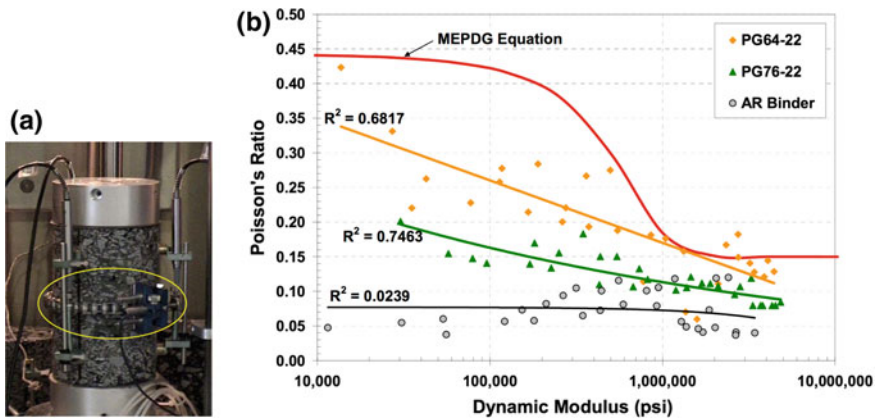 (a)
(b)
0.50
0.45
0.40
0.35
0.30
0.25
0.20
0.15
0.10
0.05
0.00
Poisson's Ratio
MEPDG Equation
PG64-22
PG76-22
AR Binder
R² = 0.6817
R² = 0.7463
R² = 0.0239
10,000
100,000
1,000,000
10,000,000
Dynamic Modulus (psi)